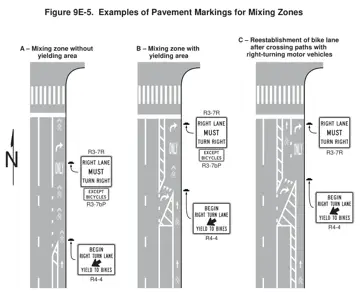 Figure 9E-5. Examples of Pavement Markings for Mixing Zones
A – Mixing zone without
yielding area
B – Mixing zone with
yielding area
C – Reestablishment of bike lane
after crossing paths with
right-turning motor vehicles
N
R3-7R
RIGHT LANE
MUST
TURN RIGHT
EXCEPT
BICYCLES
R3-7bP
BEGIN
RIGHT TURN LANE
YIELD TO BIKES
R4-4
ONLY
R3-7R
RIGHT LANE
MUST
TURN RIGHT
EXCEPT
BICYCLES
R3-7bP
BEGIN
RIGHT TURN LANE
YIELD TO BIKES
R4-4
ONLY
RIGHT LANE
MUST
TURN RIGHT
R3-7R
BEGIN
RIGHT TURN LANE
YIELD TO BIKES
R4-4
ONLY